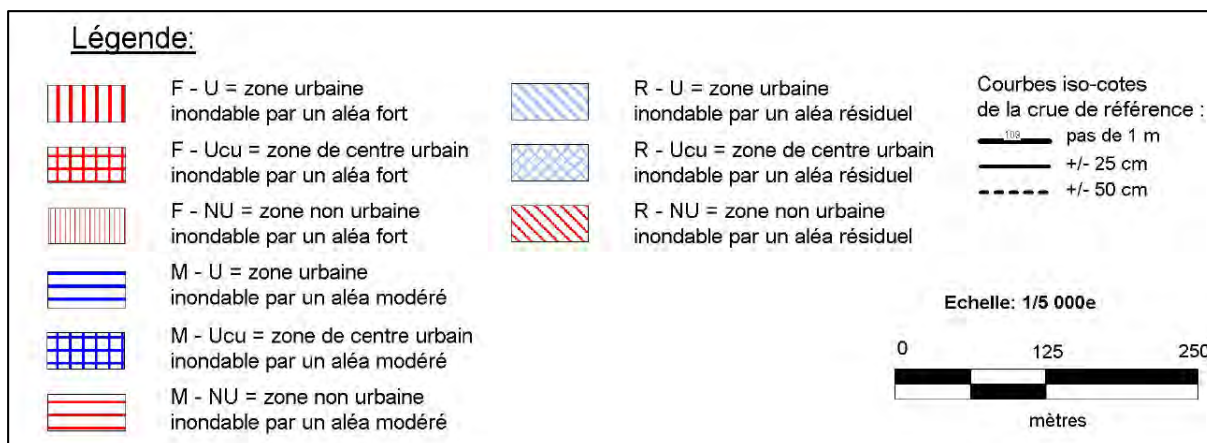 Légende:
F - U = zone urbaine
inondable par un aléa fort
F - Ucu = zone de centre urbain
inondable par un aléa fort
F - NU = zone non urbaine
inondable par un aléa fort
M - U = zone urbaine
inondable par un aléa modéré
M - Ucu = zone de centre urbain
inondable par un aléa modéré
M - NU = zone non urbaine
inondable par un aléa modéré
R - U = zone urbaine
inondable par un aléa résiduel
R - Ucu = zone de centre urbain
inondable par un aléa résiduel
R - NU = zone non urbaine
inondable par un aléa résiduel
Courbes iso-cotes
de la crue de référence :
pas de 1 m
+/- 25 cm
+/- 50 cm
Echelle: 1/5 000e
0 125 250
mètres